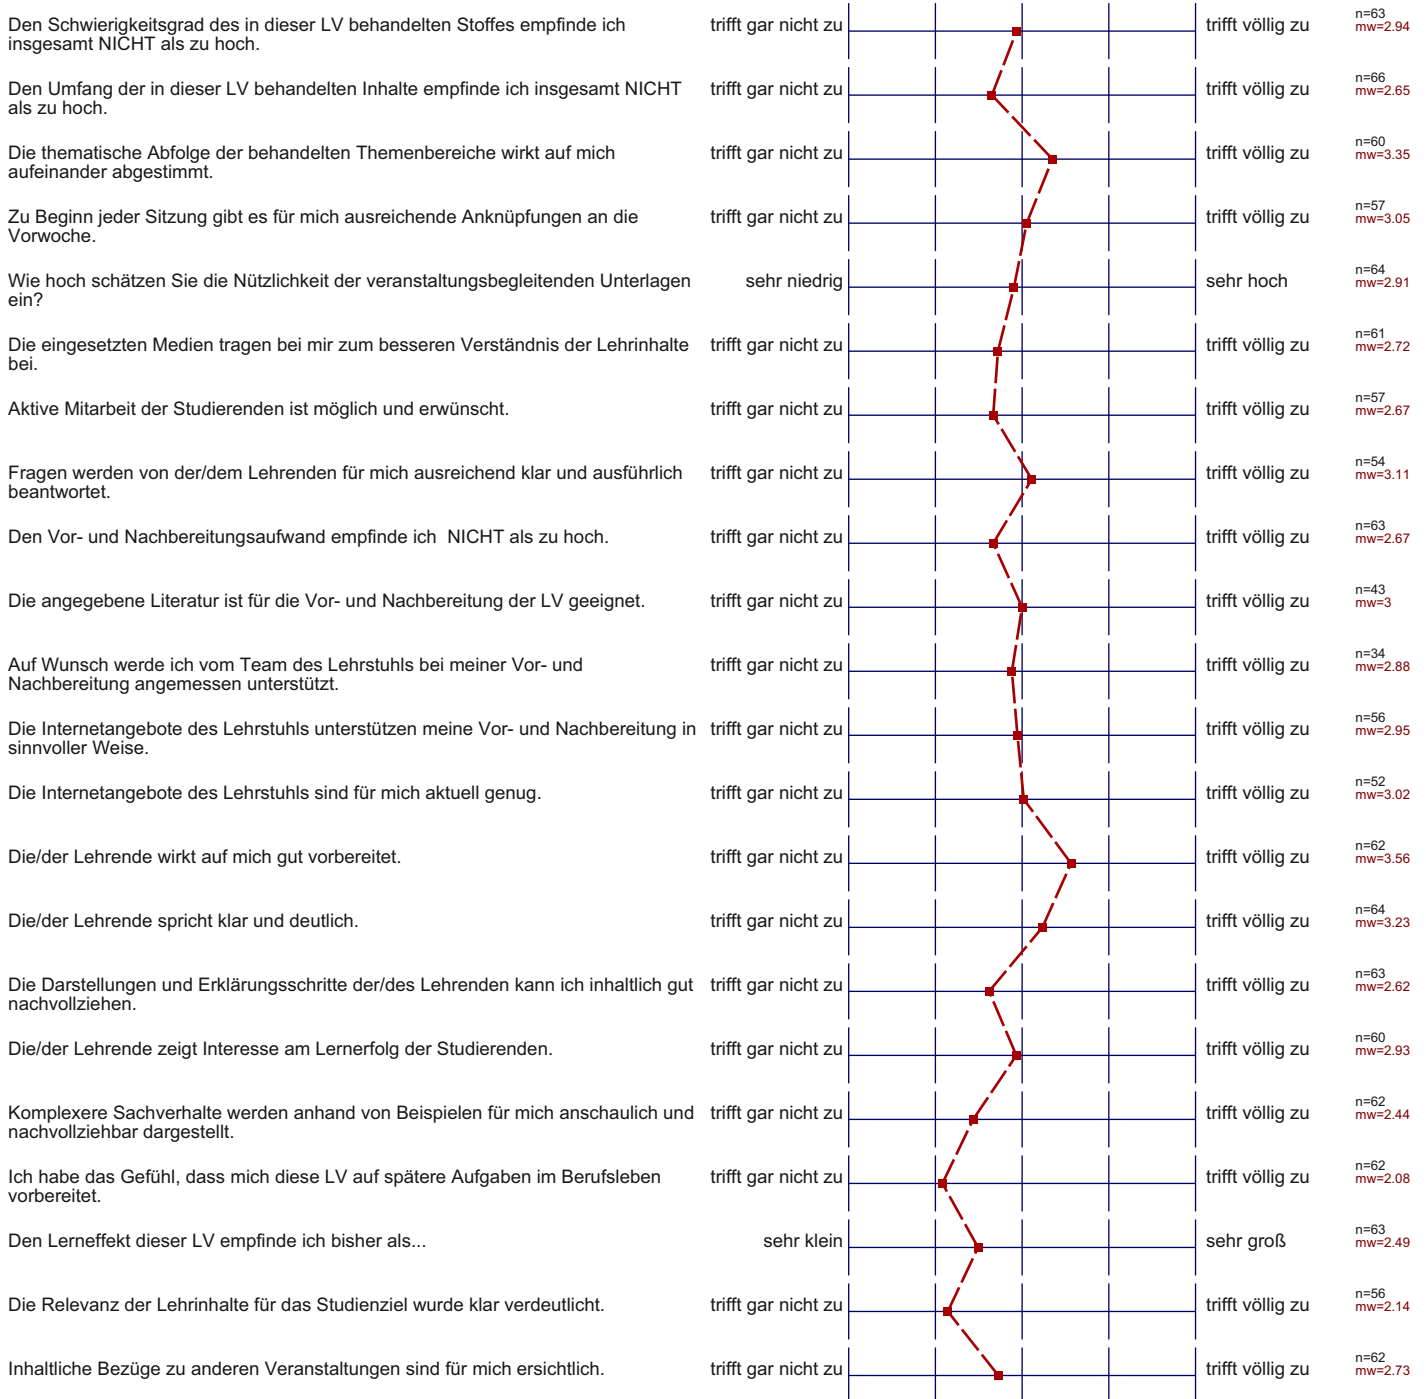 Den Schwierigkeitsgrad des in dieser LV behandelten Stoffes empfinde ich
insgesamt NICHT als zu hoch.
trifft gar nicht zu
trifft völlig zu
n=63
mw=2.94
Den Umfang der in dieser LV behandelten Inhalte empfinde ich insgesamt NICHT
als zu hoch.
trifft gar nicht zu
trifft völlig zu
n=66
mw=2.65
Die thematische Abfolge der behandelten Themenbereiche wirkt auf mich
aufeinander abgestimmt.
trifft gar nicht zu
trifft völlig zu
n=60
mw=3.35
Zu Beginn jeder Sitzung gibt es für mich ausreichende Anknüpfungen an die
Vorwoche.
trifft gar nicht zu
trifft völlig zu
n=57
mw=3.05
Wie hoch schätzen Sie die Nützlichkeit der veranstaltungsbegleitenden Unterlagen
ein?
sehr niedrig
sehr hoch
n=64
mw=2.91
Die eingesetzten Medien tragen bei mir zum besseren Verständnis der Lehrinhalte
bei.
trifft gar nicht zu
trifft völlig zu
n=61
mw=2.72
Aktive Mitarbeit der Studierenden ist möglich und erwünscht.
trifft gar nicht zu
trifft völlig zu
n=57
mw=2.67
Fragen werden von der/dem Lehrenden für mich ausreichend klar und ausführlich
beantwortet.
trifft gar nicht zu
trifft völlig zu
n=54
mw=3.11
Den Vor- und Nachbereitungsaufwand empfinde ich  NICHT als zu hoch.
trifft gar nicht zu
trifft völlig zu
n=63
mw=2.67
Die angegebene Literatur ist für die Vor- und Nachbereitung der LV geeignet.
trifft gar nicht zu
trifft völlig zu
n=43
mw=3
Auf Wunsch werde ich vom Team des Lehrstuhls bei meiner Vor- und
Nachbereitung angemessen unterstützt.
trifft gar nicht zu
trifft völlig zu
n=34
mw=2.88
Die Internetangebote des Lehrstuhls unterstützen meine Vor- und Nachbereitung in
sinnvoller Weise.
trifft gar nicht zu
trifft völlig zu
n=56
mw=2.95
Die Internetangebote des Lehrstuhls sind für mich aktuell genug.
trifft gar nicht zu
trifft völlig zu
n=52
mw=3.02
Die/der Lehrende wirkt auf mich gut vorbereitet.
trifft gar nicht zu
trifft völlig zu
n=62
mw=3.56
Die/der Lehrende spricht klar und deutlich.
trifft gar nicht zu
trifft völlig zu
n=64
mw=3.23
Die Darstellungen und Erklärungsschritte der/des Lehrenden kann ich inhaltlich gut
nachvollziehen.
trifft gar nicht zu
trifft völlig zu
n=63
mw=2.62
Die/der Lehrende zeigt Interesse am Lernerfolg der Studierenden.
trifft gar nicht zu
trifft völlig zu
n=60
mw=2.93
Komplexere Sachverhalte werden anhand von Beispielen für mich anschaulich und
nachvollziehbar dargestellt.
trifft gar nicht zu
trifft völlig zu
n=62
mw=2.44
Ich habe das Gefühl, dass mich diese LV auf spätere Aufgaben im Berufsleben
vorbereitet.
trifft gar nicht zu
trifft völlig zu
n=62
mw=2.08
Den Lerneffekt dieser LV empfinde ich bisher als...
sehr klein
sehr groß
n=63
mw=2.49
Die Relevanz der Lehrinhalte für das Studienziel wurde klar verdeutlicht.
trifft gar nicht zu
trifft völlig zu
n=56
mw=2.14
Inhaltliche Bezüge zu anderen Veranstaltungen sind für mich ersichtlich.
trifft gar nicht zu
trifft völlig zu
n=62
mw=2.73